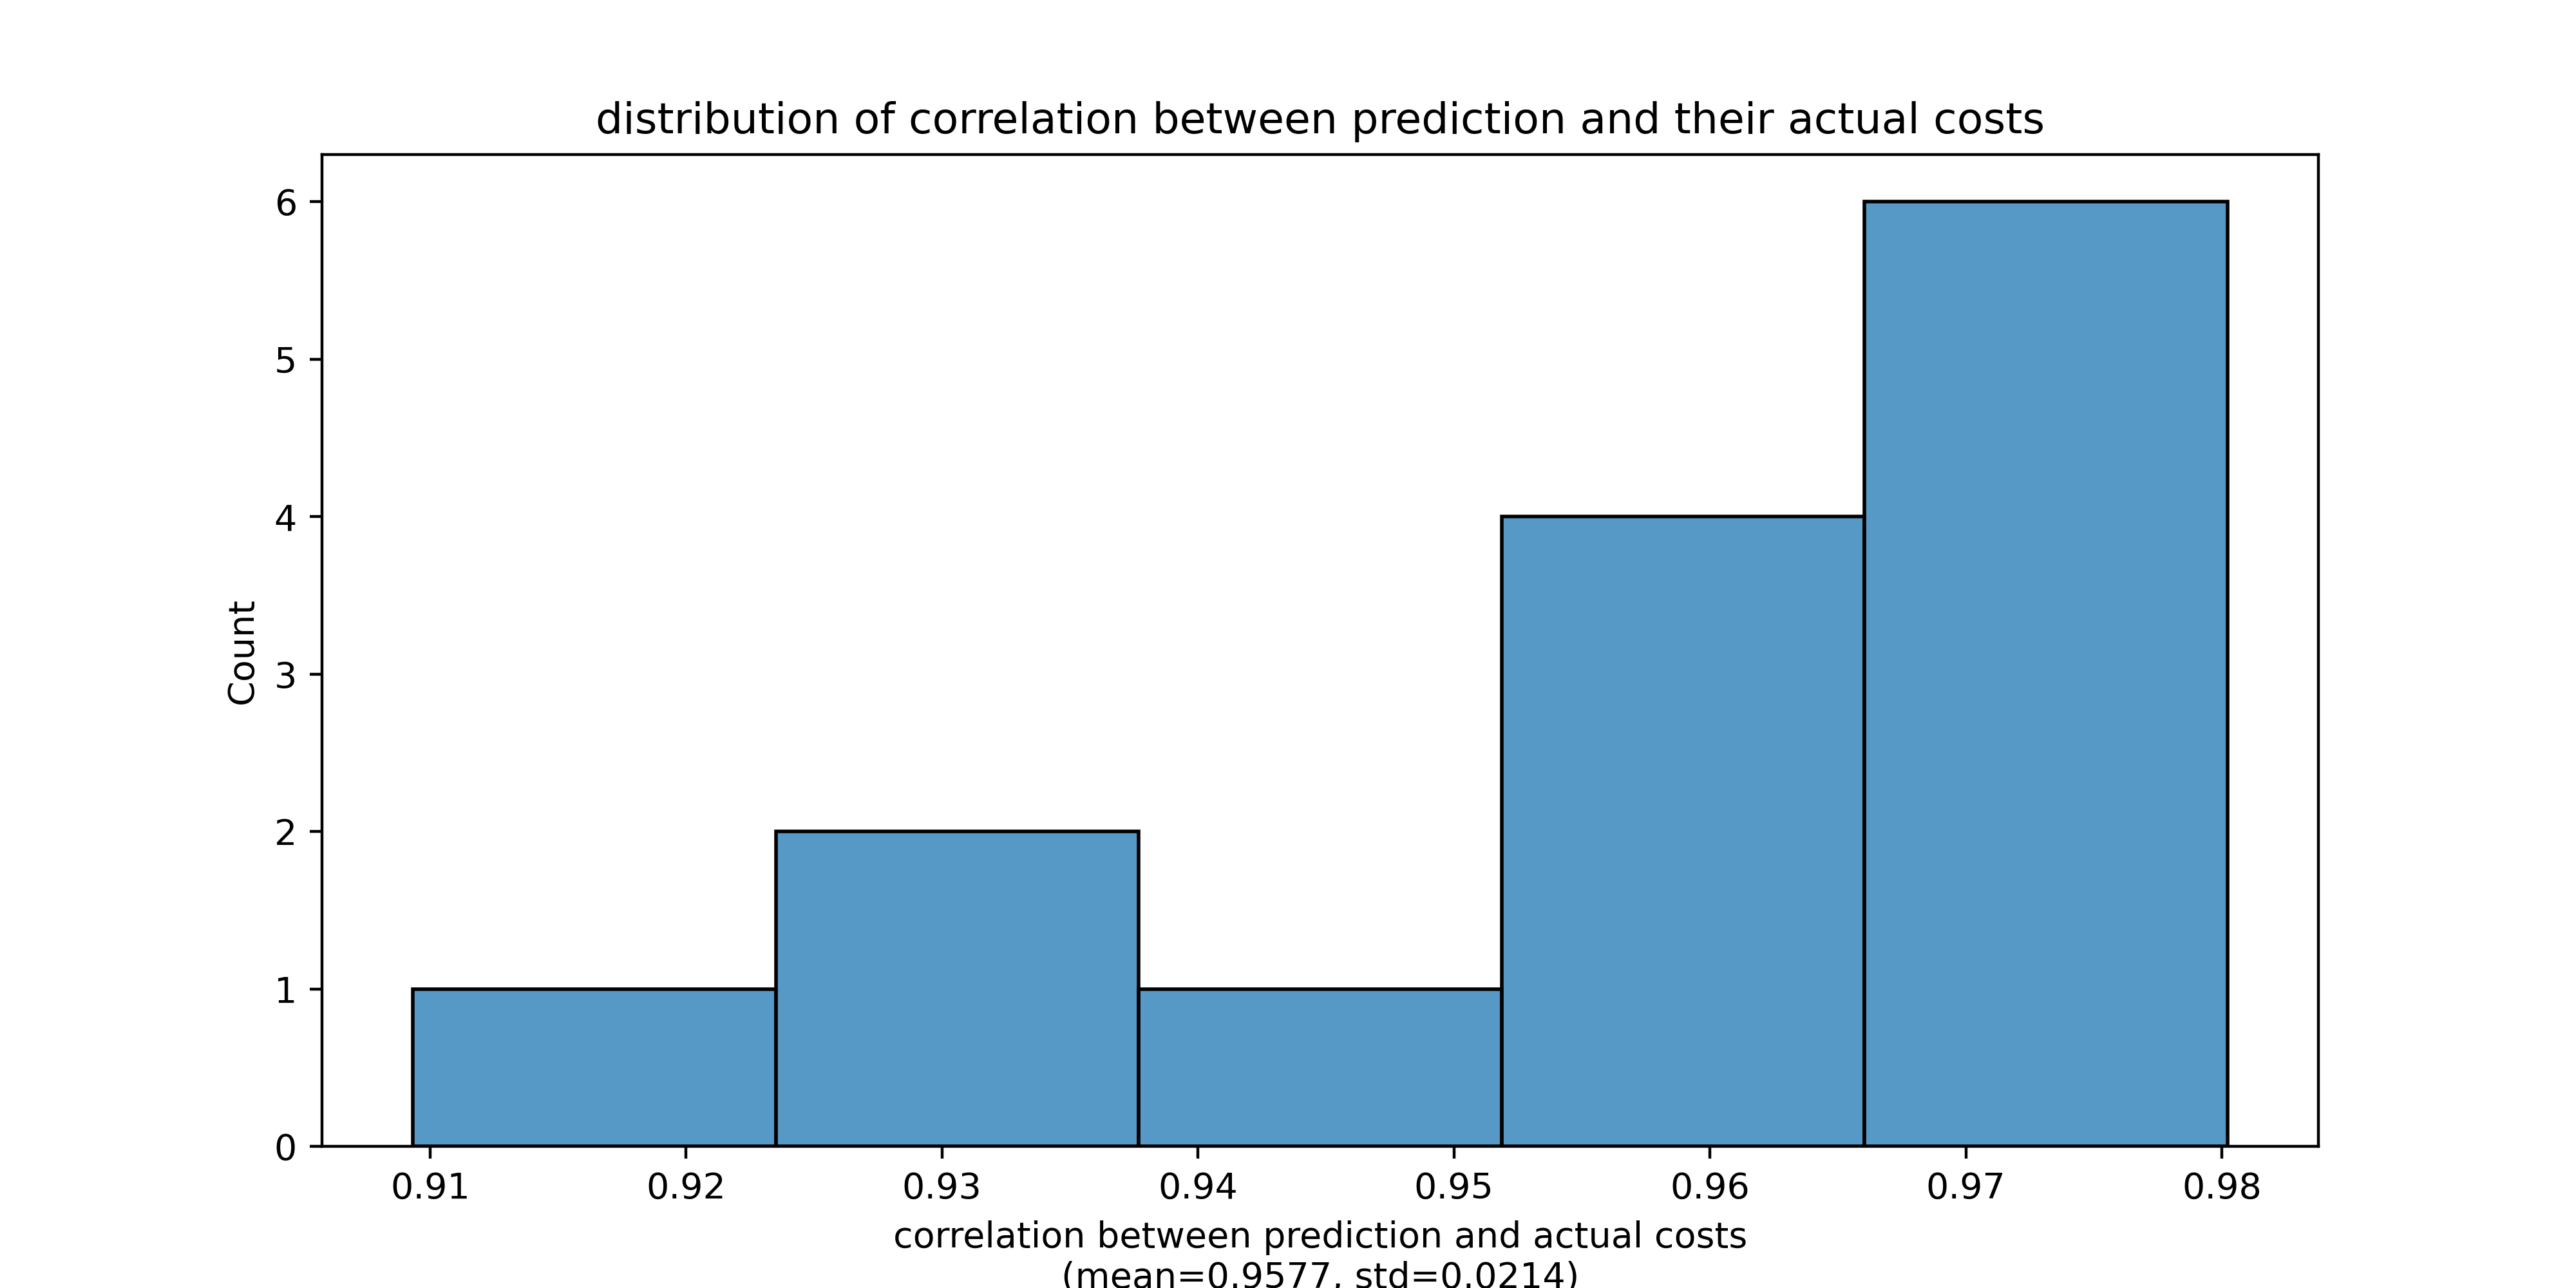 distribution of correlation between prediction and their actual costs
6
5
4
3
2
1
0
Count
0.91 0.92 0.93 0.94 0.95 0.96 0.97 0.98
correlation between prediction and actual costs
(mean=0.9577, std=0.0214)